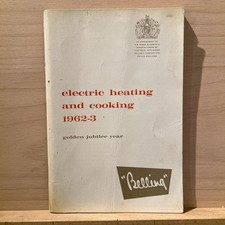 electric heating
and cooking
1962-3
golden jubilee year
"Belling"